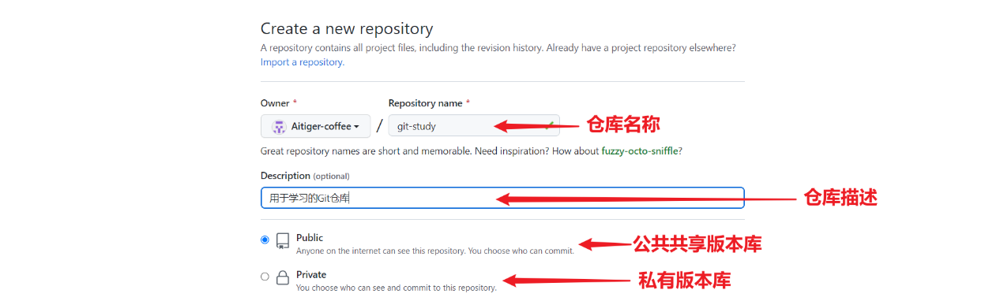 Create a new repository
A repository contains all project files, including the revision history. Already have a project repository elsewhere?
Import a repository.
Owner * Repository name *
Aitiger-coffee / git-study 仓库名称
Great repository names are short and memorable. Need inspiration? How about fuzzy-octo-sniffle?
Description (optional)
用于学习的Git仓库 仓库描述
Public
Anyone on the internet can see this repository. You choose who can commit. 公共共享版本库
Private
You choose who can see and commit to this repository. 私有版本库